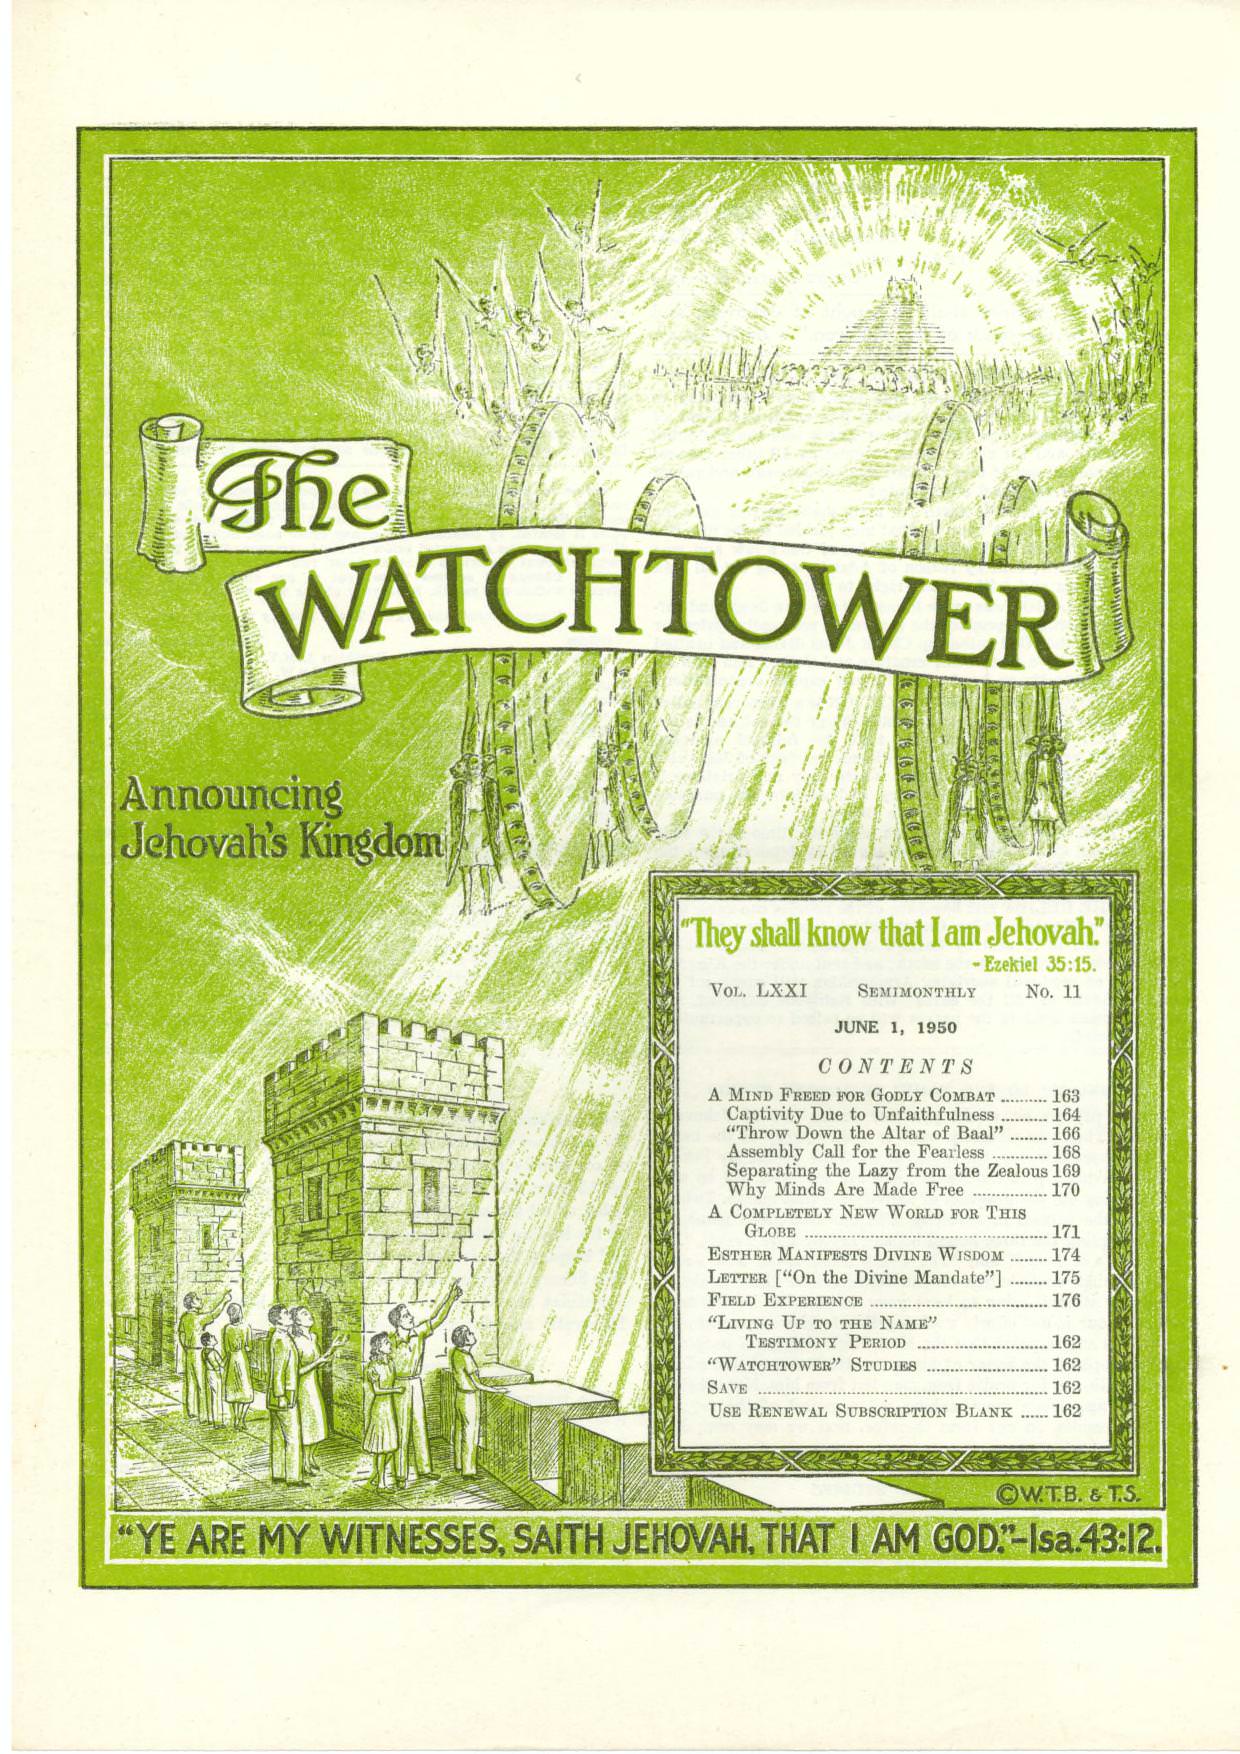 The
WATCHTOWER
Announcing
Jehovah's Kingdom
"They shall know that I am Jehovah."
- Ezekiel 35:15.
VOL. LXXI SEMIMONTHLY NO. 11
JUNE 1, 1950
CONTENTS
A MIND FREED FOR GODLY COMBAT ......... 163
Captivity Due to Unfaithfulness ......... 164
"Throw Down the Altar of Baal" ........ 166
Assembly Call for the Fearless ............ 168
Separating the Lazy from the Zealous 169
Why Minds Are Made Free ................ 170
A COMPLETELY NEW WORLD FOR THIS
GLOBE .................................................... 171
ESTHER MANIFESTS DIVINE WISDOM ........ 174
LETTER ["On the Divine Mandate"] ........ 175
FIELD EXPERIENCE ...................................... 176
"LIVING UP TO THE NAME"
TESTIMONY PERIOD ............................ 162
"WATCHTOWER" STUDIES .......................... 162
SAVE .............................................................. 162
USE RENEWAL SUBSCRIPTION BLANK ...... 162
©W.T.B. & T.S.
"YE ARE MY WITNESSES, SAITH JEHOVAH, THAT I AM GOD."-Isa.43:12.